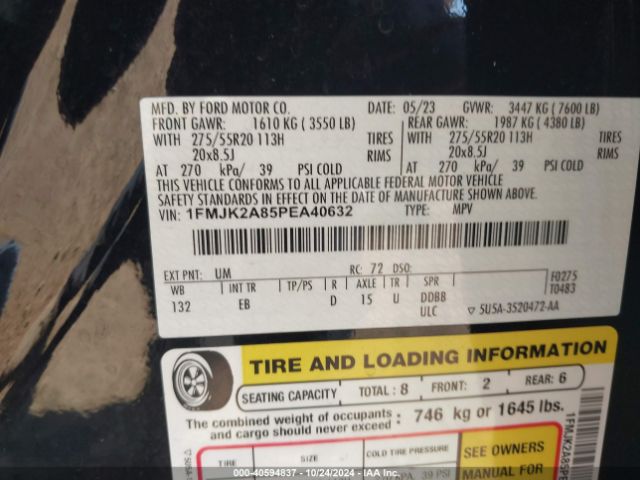 MFD. BY FORD MOTOR CO. DATE: 05/23 GVWR: 3447 KG (7600 LB)
FRONT GAWR: 1610 KG (3550 LB) REAR GAWR: 1987 KG (4380 LB)
WITH 275/55R20 113H TIRES WITH 275/55R20 113H TIRES
20x8.5J RIMS 20x8.5J RIMS
AT 270 kPa/ 39 PSI COLD AT 270 kPa/ 39 PSI COLD
THIS VEHICLE CONFORMS TO ALL APPLICABLE FEDERAL MOTOR VEHICLE
SAFETY STANDARDS IN EFFECT ON THE DATE OF MANUFACTURE SHOWN ABOVE.
VIN: 1FMJK2A85PEA40632 TYPE: MPV
EXT PNT: UM RC: 72 DSO:
WB INT TR TP/PS R AXLE TR SPR F0275
132 EB D 15 U DDBB T0483
ULC ▽ 5U5A-3520472-AA
TIRE AND LOADING INFORMATION
SEATING CAPACITY TOTAL: 8 FRONT: 2 REAR: 6
The combined weight of occupants and cargo should never exceed: 746 kg or 1645 lbs.
TIRE SIZE COLD TIRE PRESSURE SEE OWNERS
39 PSI MANUAL FOR
1FMJK2A85PE
COPART: 40594837 - 10/24/2024 - IAA Inc.